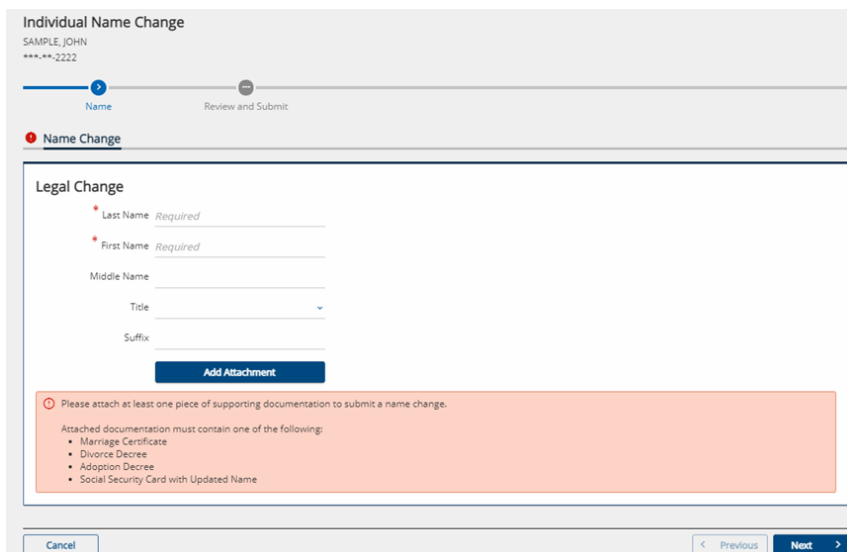 Individual Name Change
SAMPLE, JOHN
***-**-2222
Name
Review and Submit
Name Change
Legal Change
* Last Name Required
* First Name Required
Middle Name
Title
Suffix
Add Attachment
Please attach at least one piece of supporting documentation to submit a name change.
Attached documentation must contain one of the following:
• Marriage Certificate
• Divorce Decree
• Adoption Decree
• Social Security Card with Updated Name
Cancel
< Previous
Next >